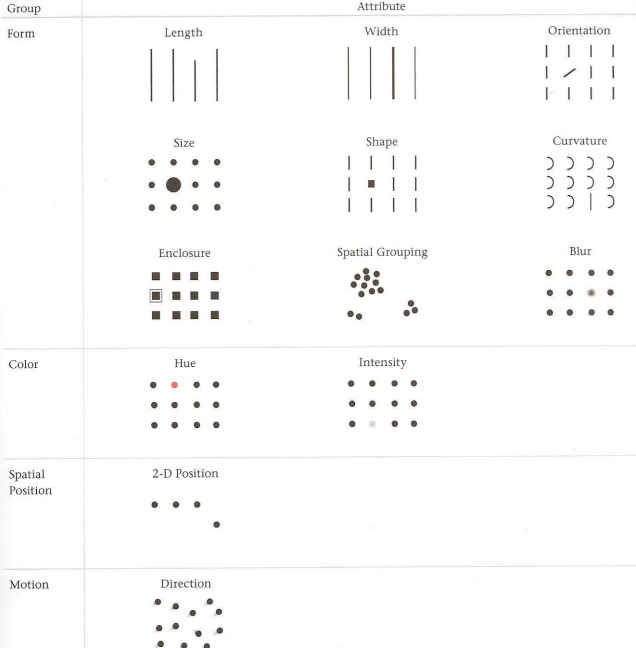 Group Attribute
Form Length Width Orientation
Size Shape Curvature
Enclosure Spatial Grouping Blur
Color Hue Intensity
Spatial
Position 2-D Position
Motion Direction